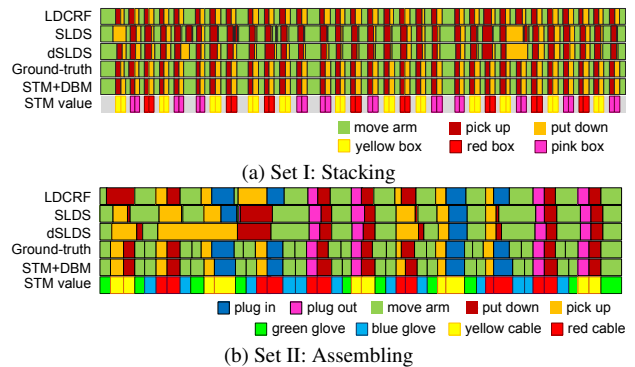 LDCRF
SLDS
dSLDS
Ground-truth
STM+DBM
STM value
move arm pick up put down
yellow box red box pink box
(a) Set I: Stacking
LDCRF
SLDS
dSLDS
Ground-truth
STM+DBM
STM value
plug in plug out move arm put down pick up
green glove blue glove yellow cable red cable
(b) Set II: Assembling